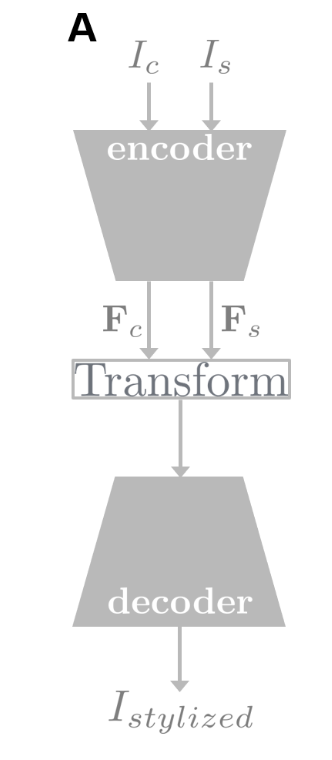 A
I_c I_s
encoder
F_c F_s
Transform
decoder
I_stylized